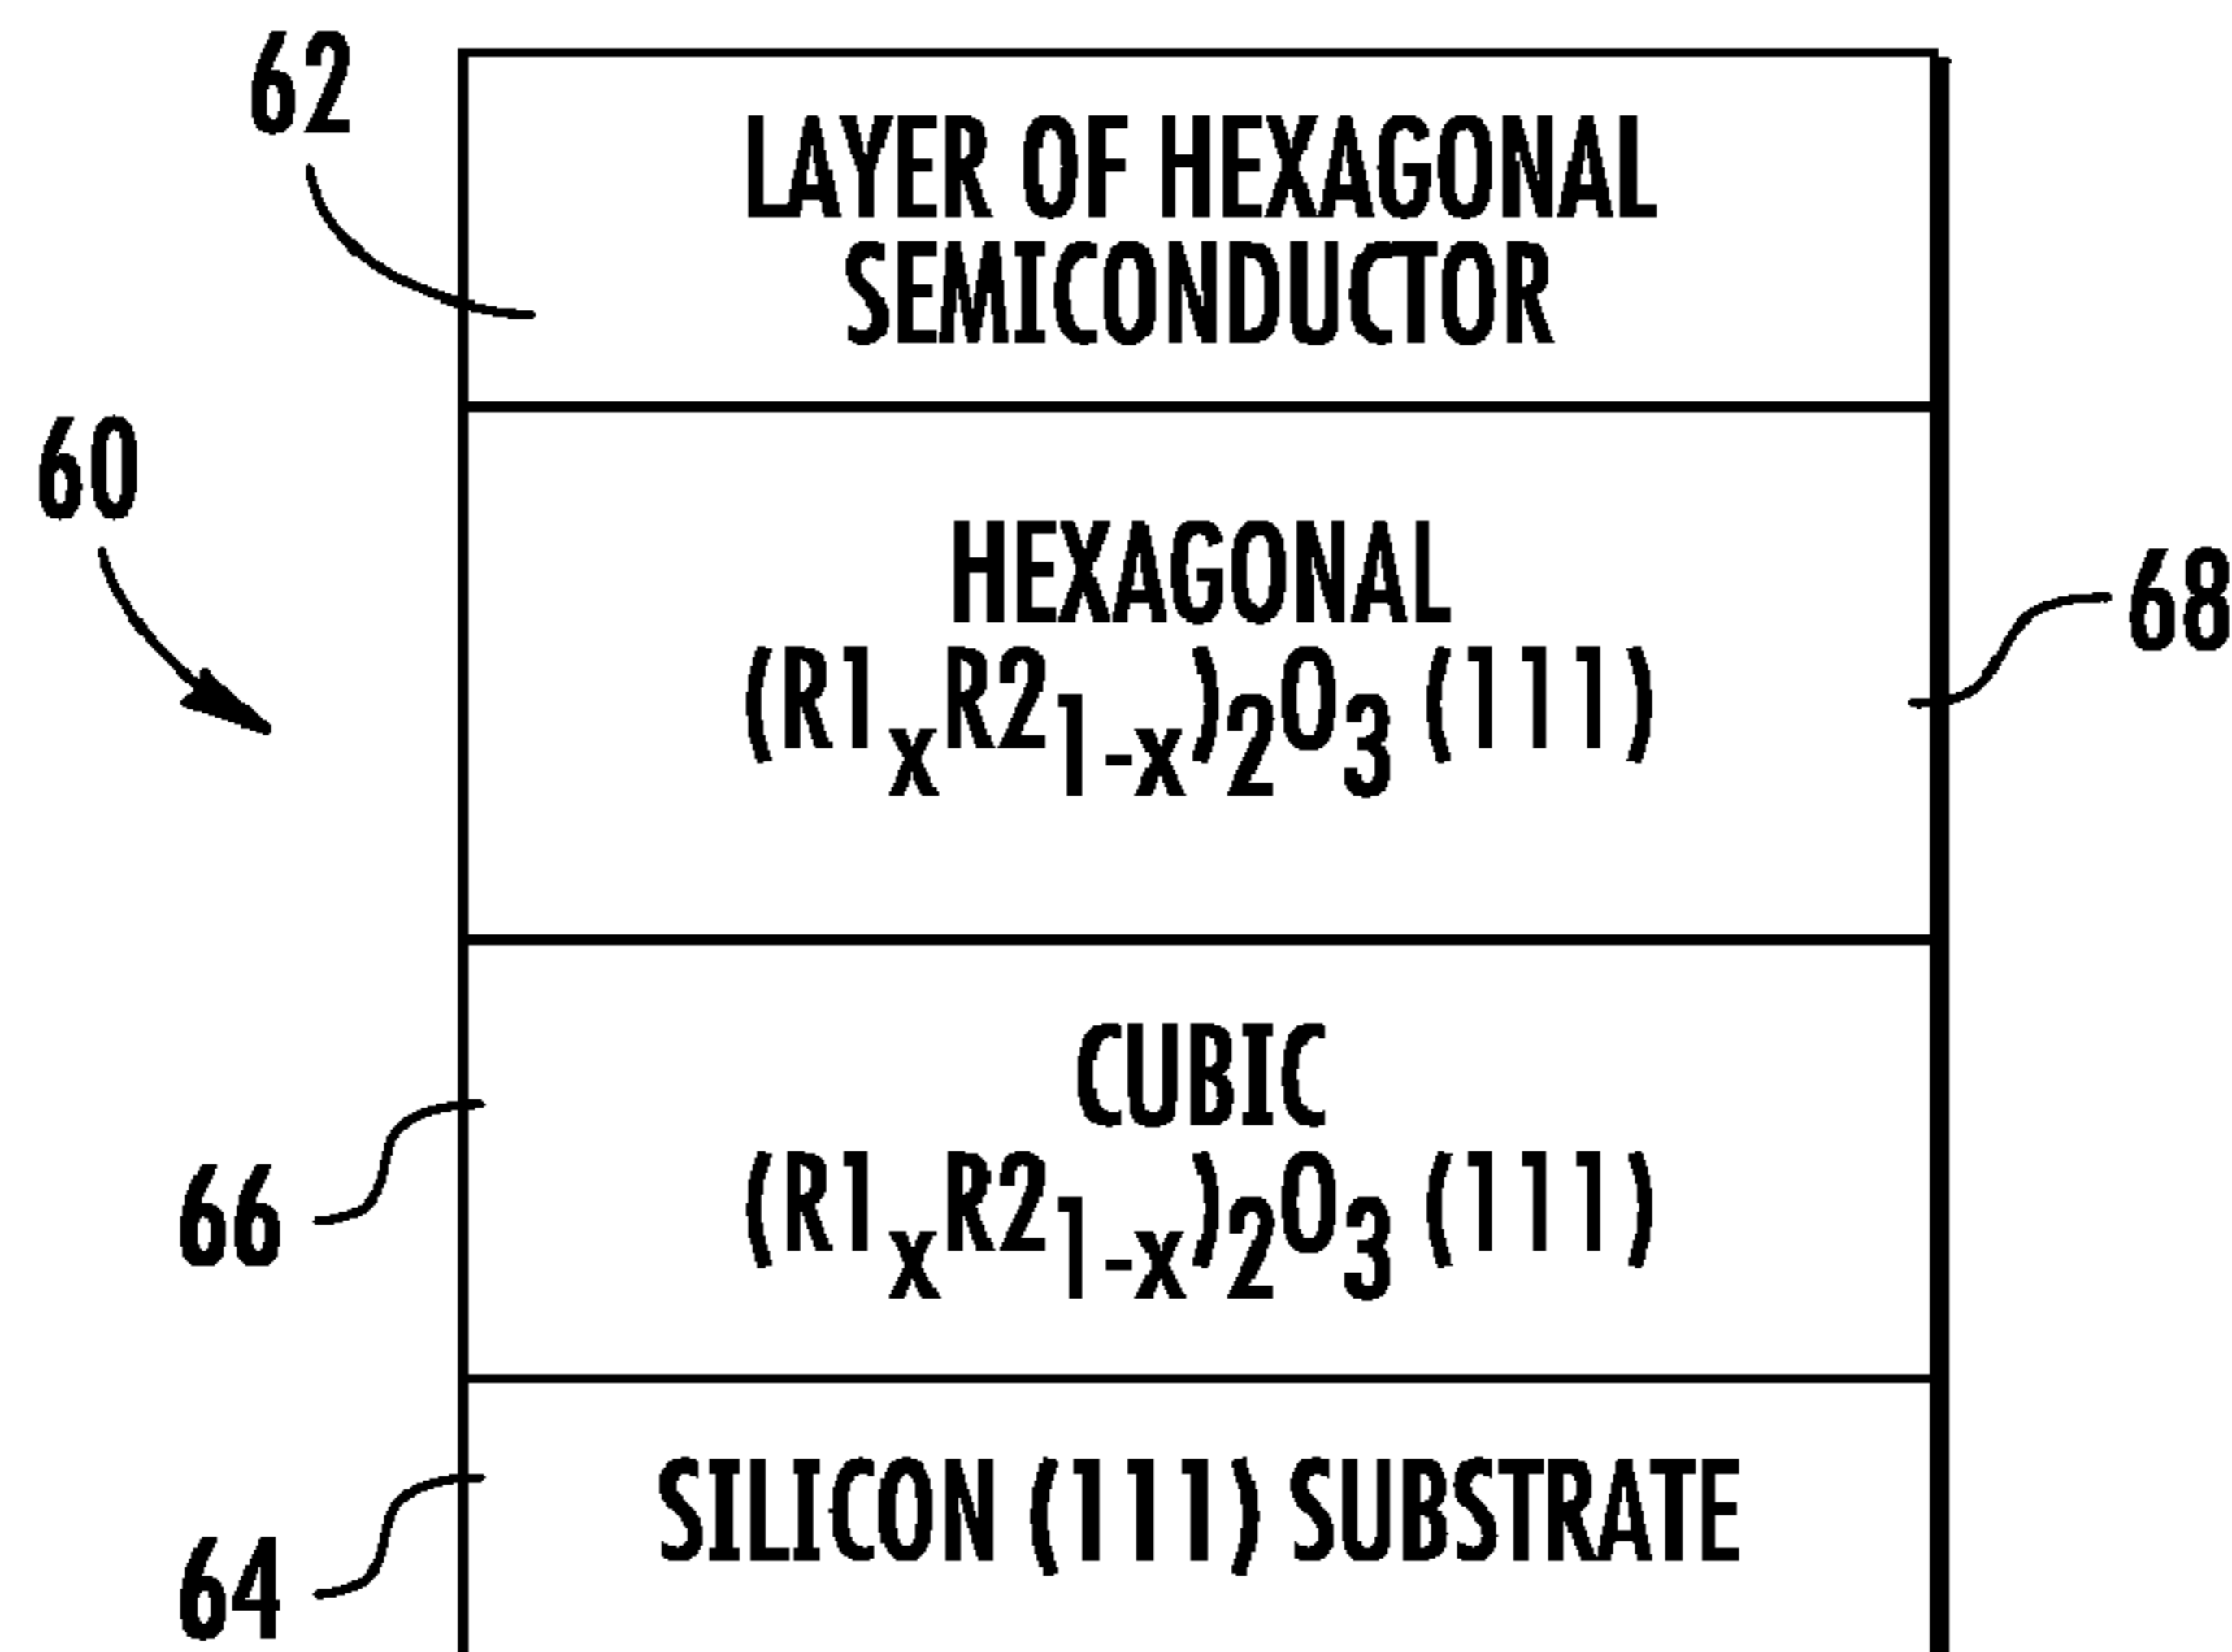 62
LAYER OF HEXAGONAL
SEMICONDUCTOR
60
HEXAGONAL
(R1ₓR2₁₋ₓ)₂O₃ (111)
68
CUBIC
(R1ₓR2₁₋ₓ)₂O₃ (111)
66
SILICON (111) SUBSTRATE
64